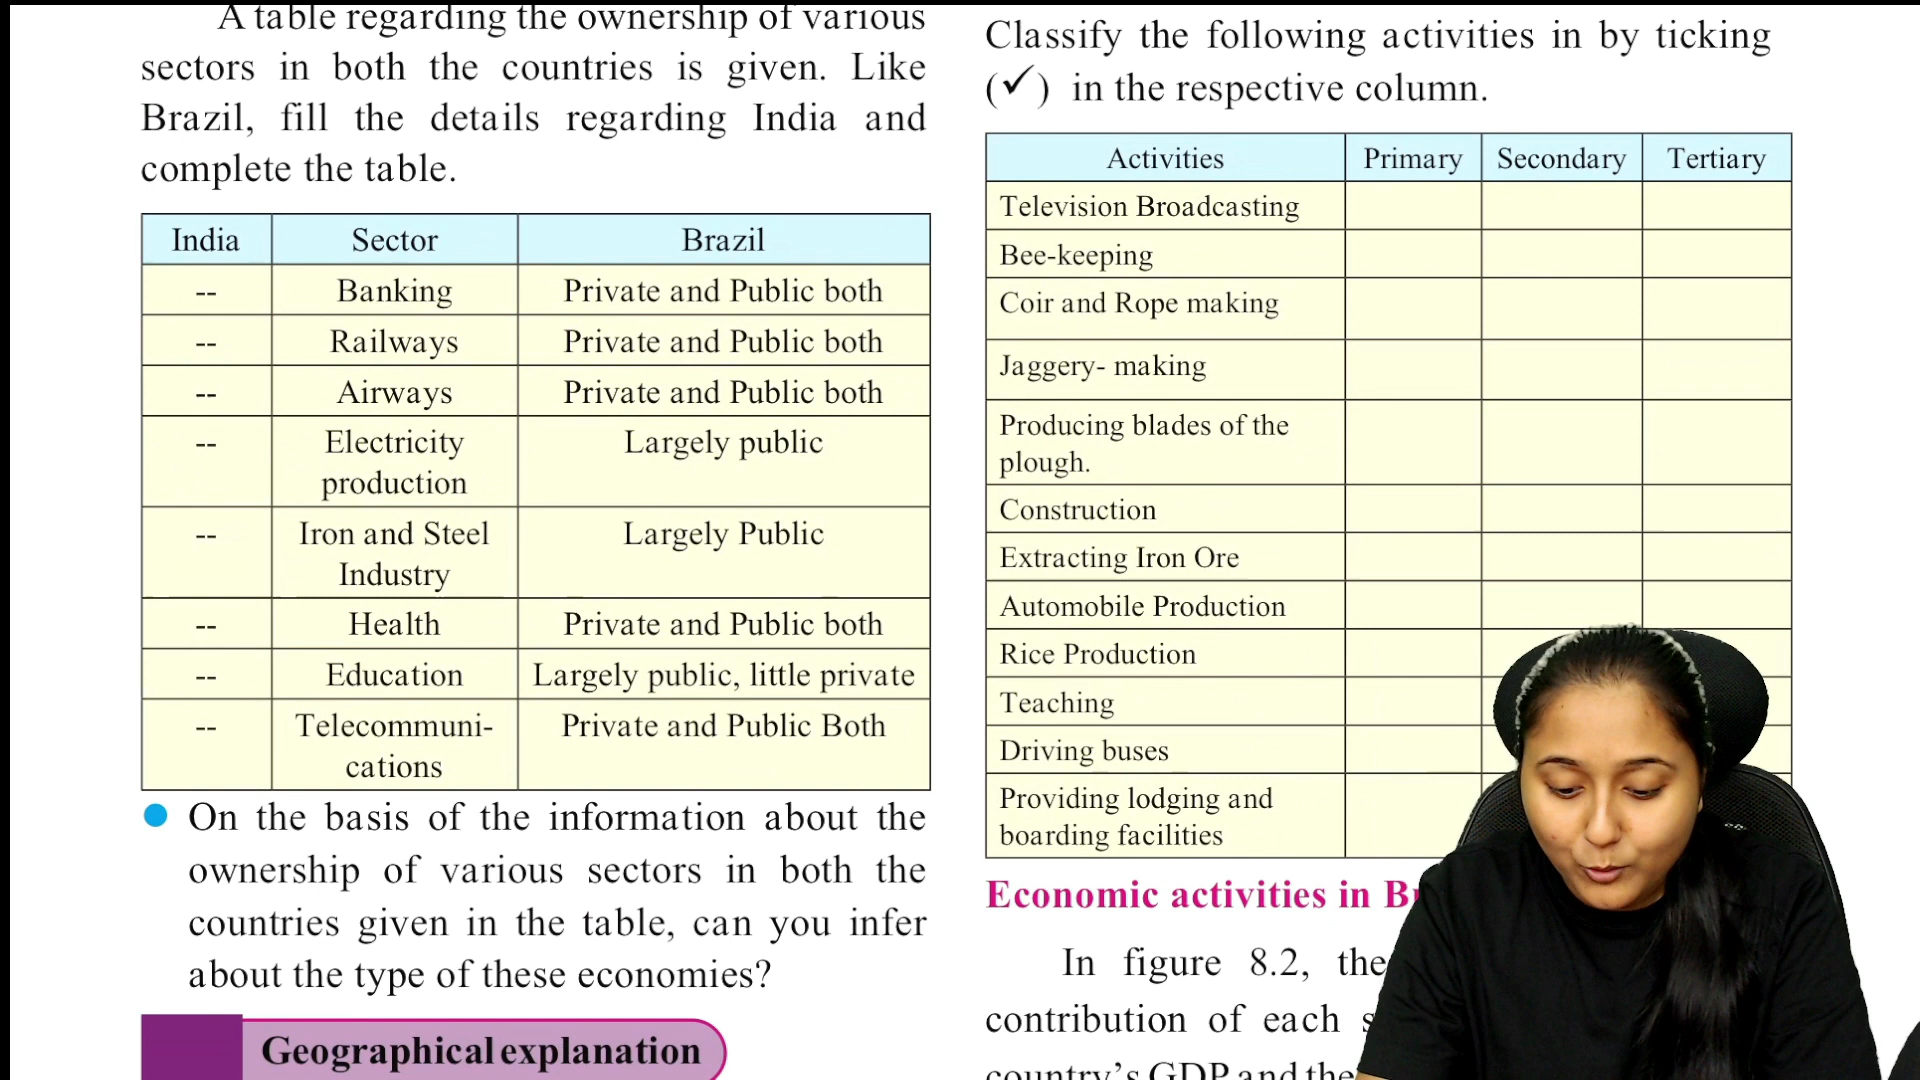 A table regarding the ownership of various
sectors in both the countries is given. Like
Brazil, fill the details regarding India and
complete the table.
India Sector Brazil
-- Banking Private and Public both
-- Railways Private and Public both
-- Airways Private and Public both
-- Electricity Largely public
production
-- Iron and Steel Largely Public
Industry
-- Health Private and Public both
-- Education Largely public, little private
-- Telecommuni- Private and Public Both
cations
On the basis of the information about the
ownership of various sectors in both the
countries given in the table, can you infer
about the type of these economies?
Geographical explanation
Classify the following activities in by ticking
(✓) in the respective column.
Activities Primary Secondary Tertiary
Television Broadcasting
Bee-keeping
Coir and Rope making
Jaggery- making
Producing blades of the
plough.
Construction
Extracting Iron Ore
Automobile Production
Rice Production
Teaching
Driving buses
Providing lodging and
boarding facilities
Economic activities in
In figure 8.2, the
contribution of each
country's GDP and the